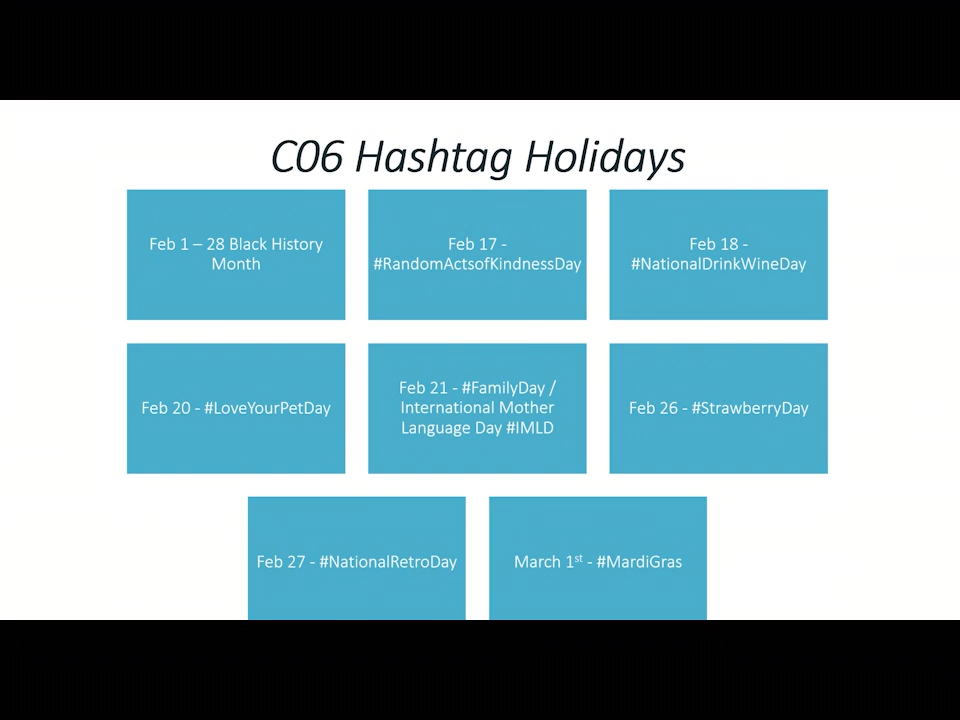 C06 Hashtag Holidays
Feb 1 – 28 Black History
Month
Feb 17 -
#RandomActsofKindnessDay
Feb 18 -
#NationalDrinkWineDay
Feb 20 - #LoveYourPetDay
Feb 21 - #FamilyDay /
International Mother
Language Day #IMLD
Feb 26 - #StrawberryDay
Feb 27 - #NationalRetroDay
March 1st - #MardiGras